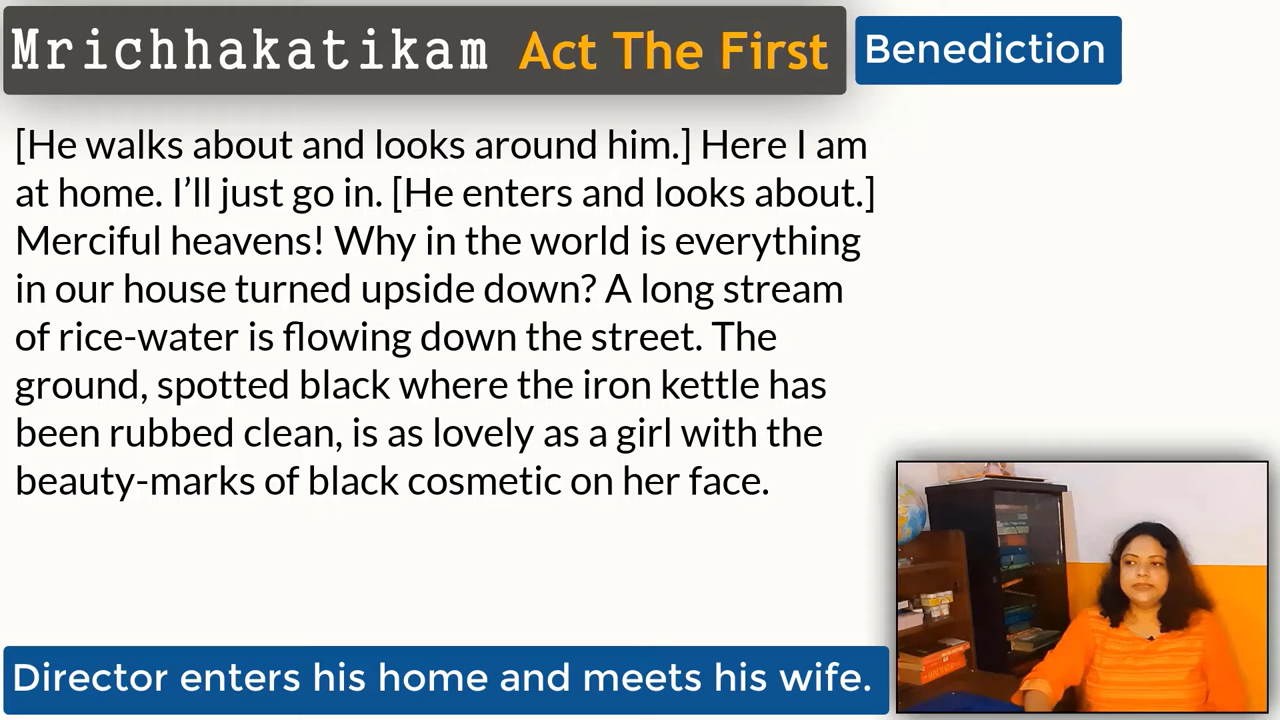 Mrichhakatikam Act The First Benediction
[He walks about and looks around him.] Here I am
at home. I’ll just go in. [He enters and looks about.]
Merciful heavens! Why in the world is everything
in our house turned upside down? A long stream
of rice-water is flowing down the street. The
ground, spotted black where the iron kettle has
been rubbed clean, is as lovely as a girl with the
beauty-marks of black cosmetic on her face.
Director enters his home and meets his wife.